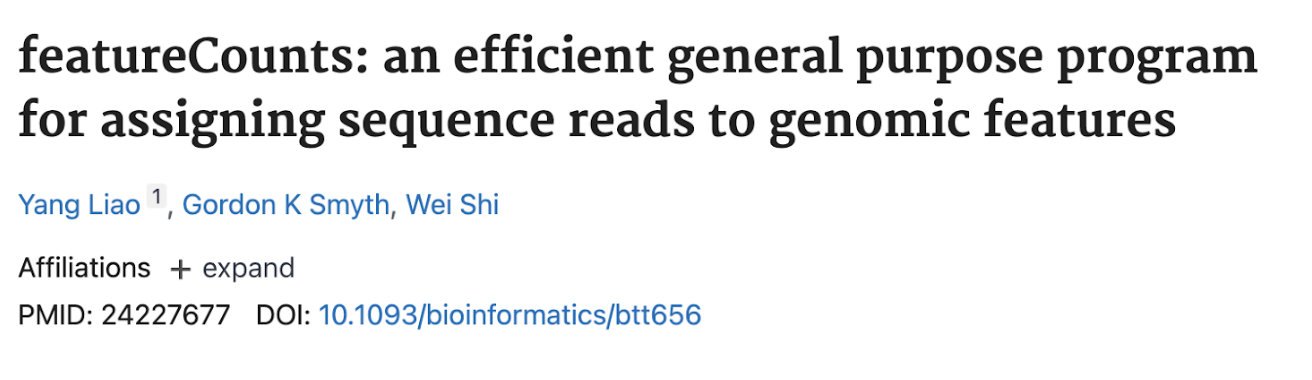 featureCounts: an efficient general purpose program
for assigning sequence reads to genomic features
Yang Liao 1, Gordon K Smyth, Wei Shi
Affiliations + expand
PMID: 24227677 DOI: 10.1093/bioinformatics/btt656